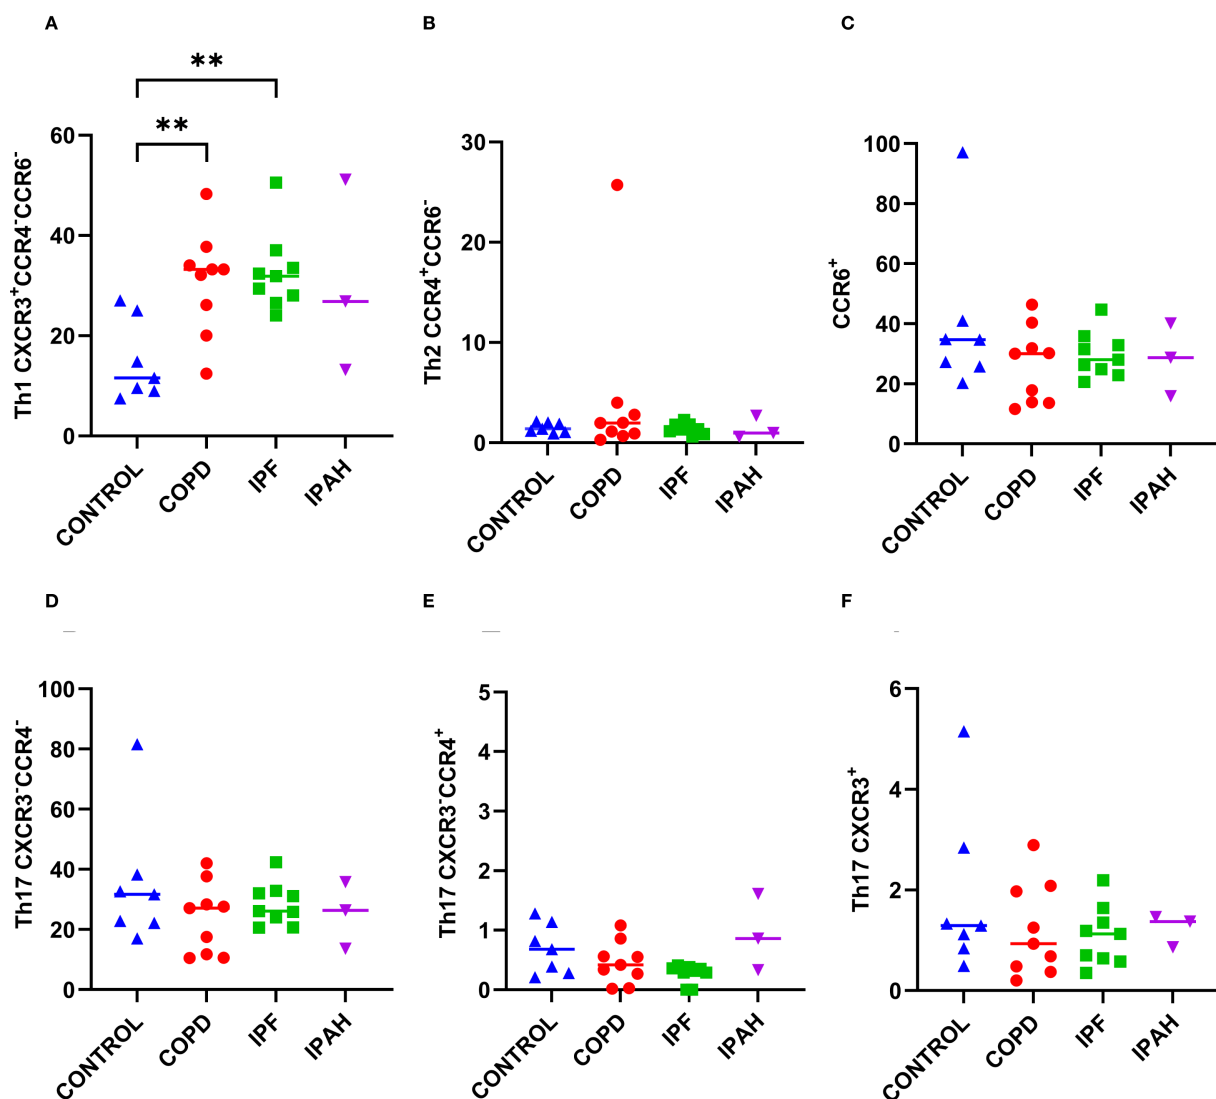 A
B
C
** 
**
Th1 CXCR3⁺CCR4⁻CCR6⁻
60
40
20
0
CONTROL
COPD
IPF
IPAH
Th2 CCR4⁺CCR6⁻
30
20
10
0
CONTROL
COPD
IPF
IPAH
CCR6⁺
100
80
60
40
20
0
CONTROL
COPD
IPF
IPAH
D
E
F
Th17 CXCR3⁻CCR4⁻
100
80
60
40
20
0
CONTROL
COPD
IPF
IPAH
Th17 CXCR3⁻CCR4⁺
5
4
3
2
1
0
CONTROL
COPD
IPF
IPAH
Th17 CXCR3⁺
6
4
2
0
CONTROL
COPD
IPF
IPAH